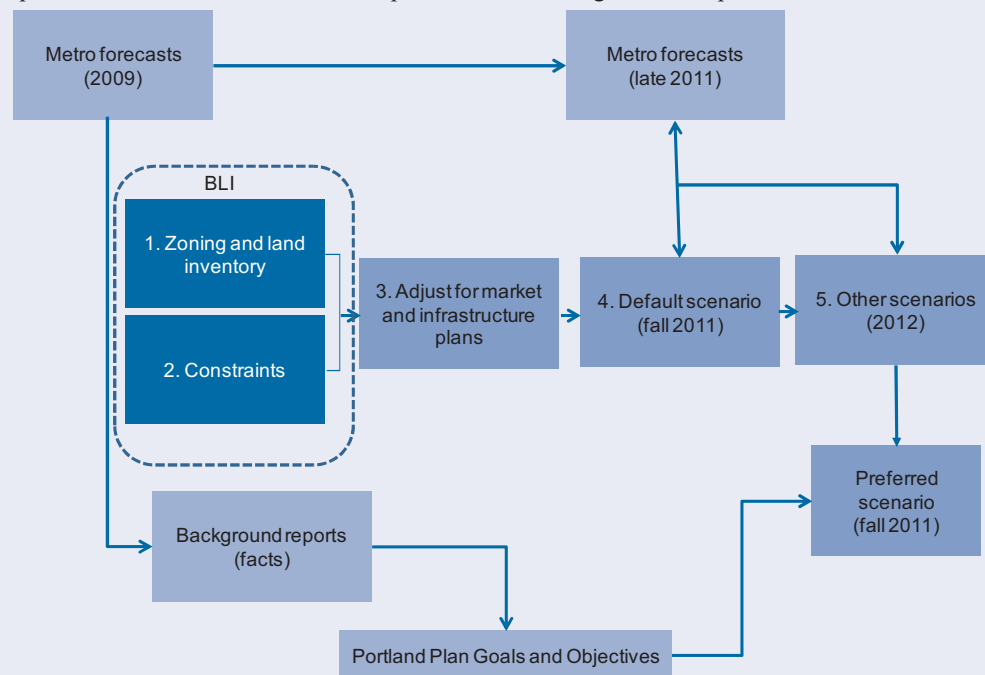 Metro forecasts
(2009)
Metro forecasts
(late 2011)
BLI
1. Zoning and land
inventory
2. Constraints
3. Adjust for market
and infrastructure
plans
4. Default scenario
(fall 2011)
5. Other scenarios
(2012)
Preferred
scenario
(fall 2011)
Background reports
(facts)
Portland Plan Goals and Objectives